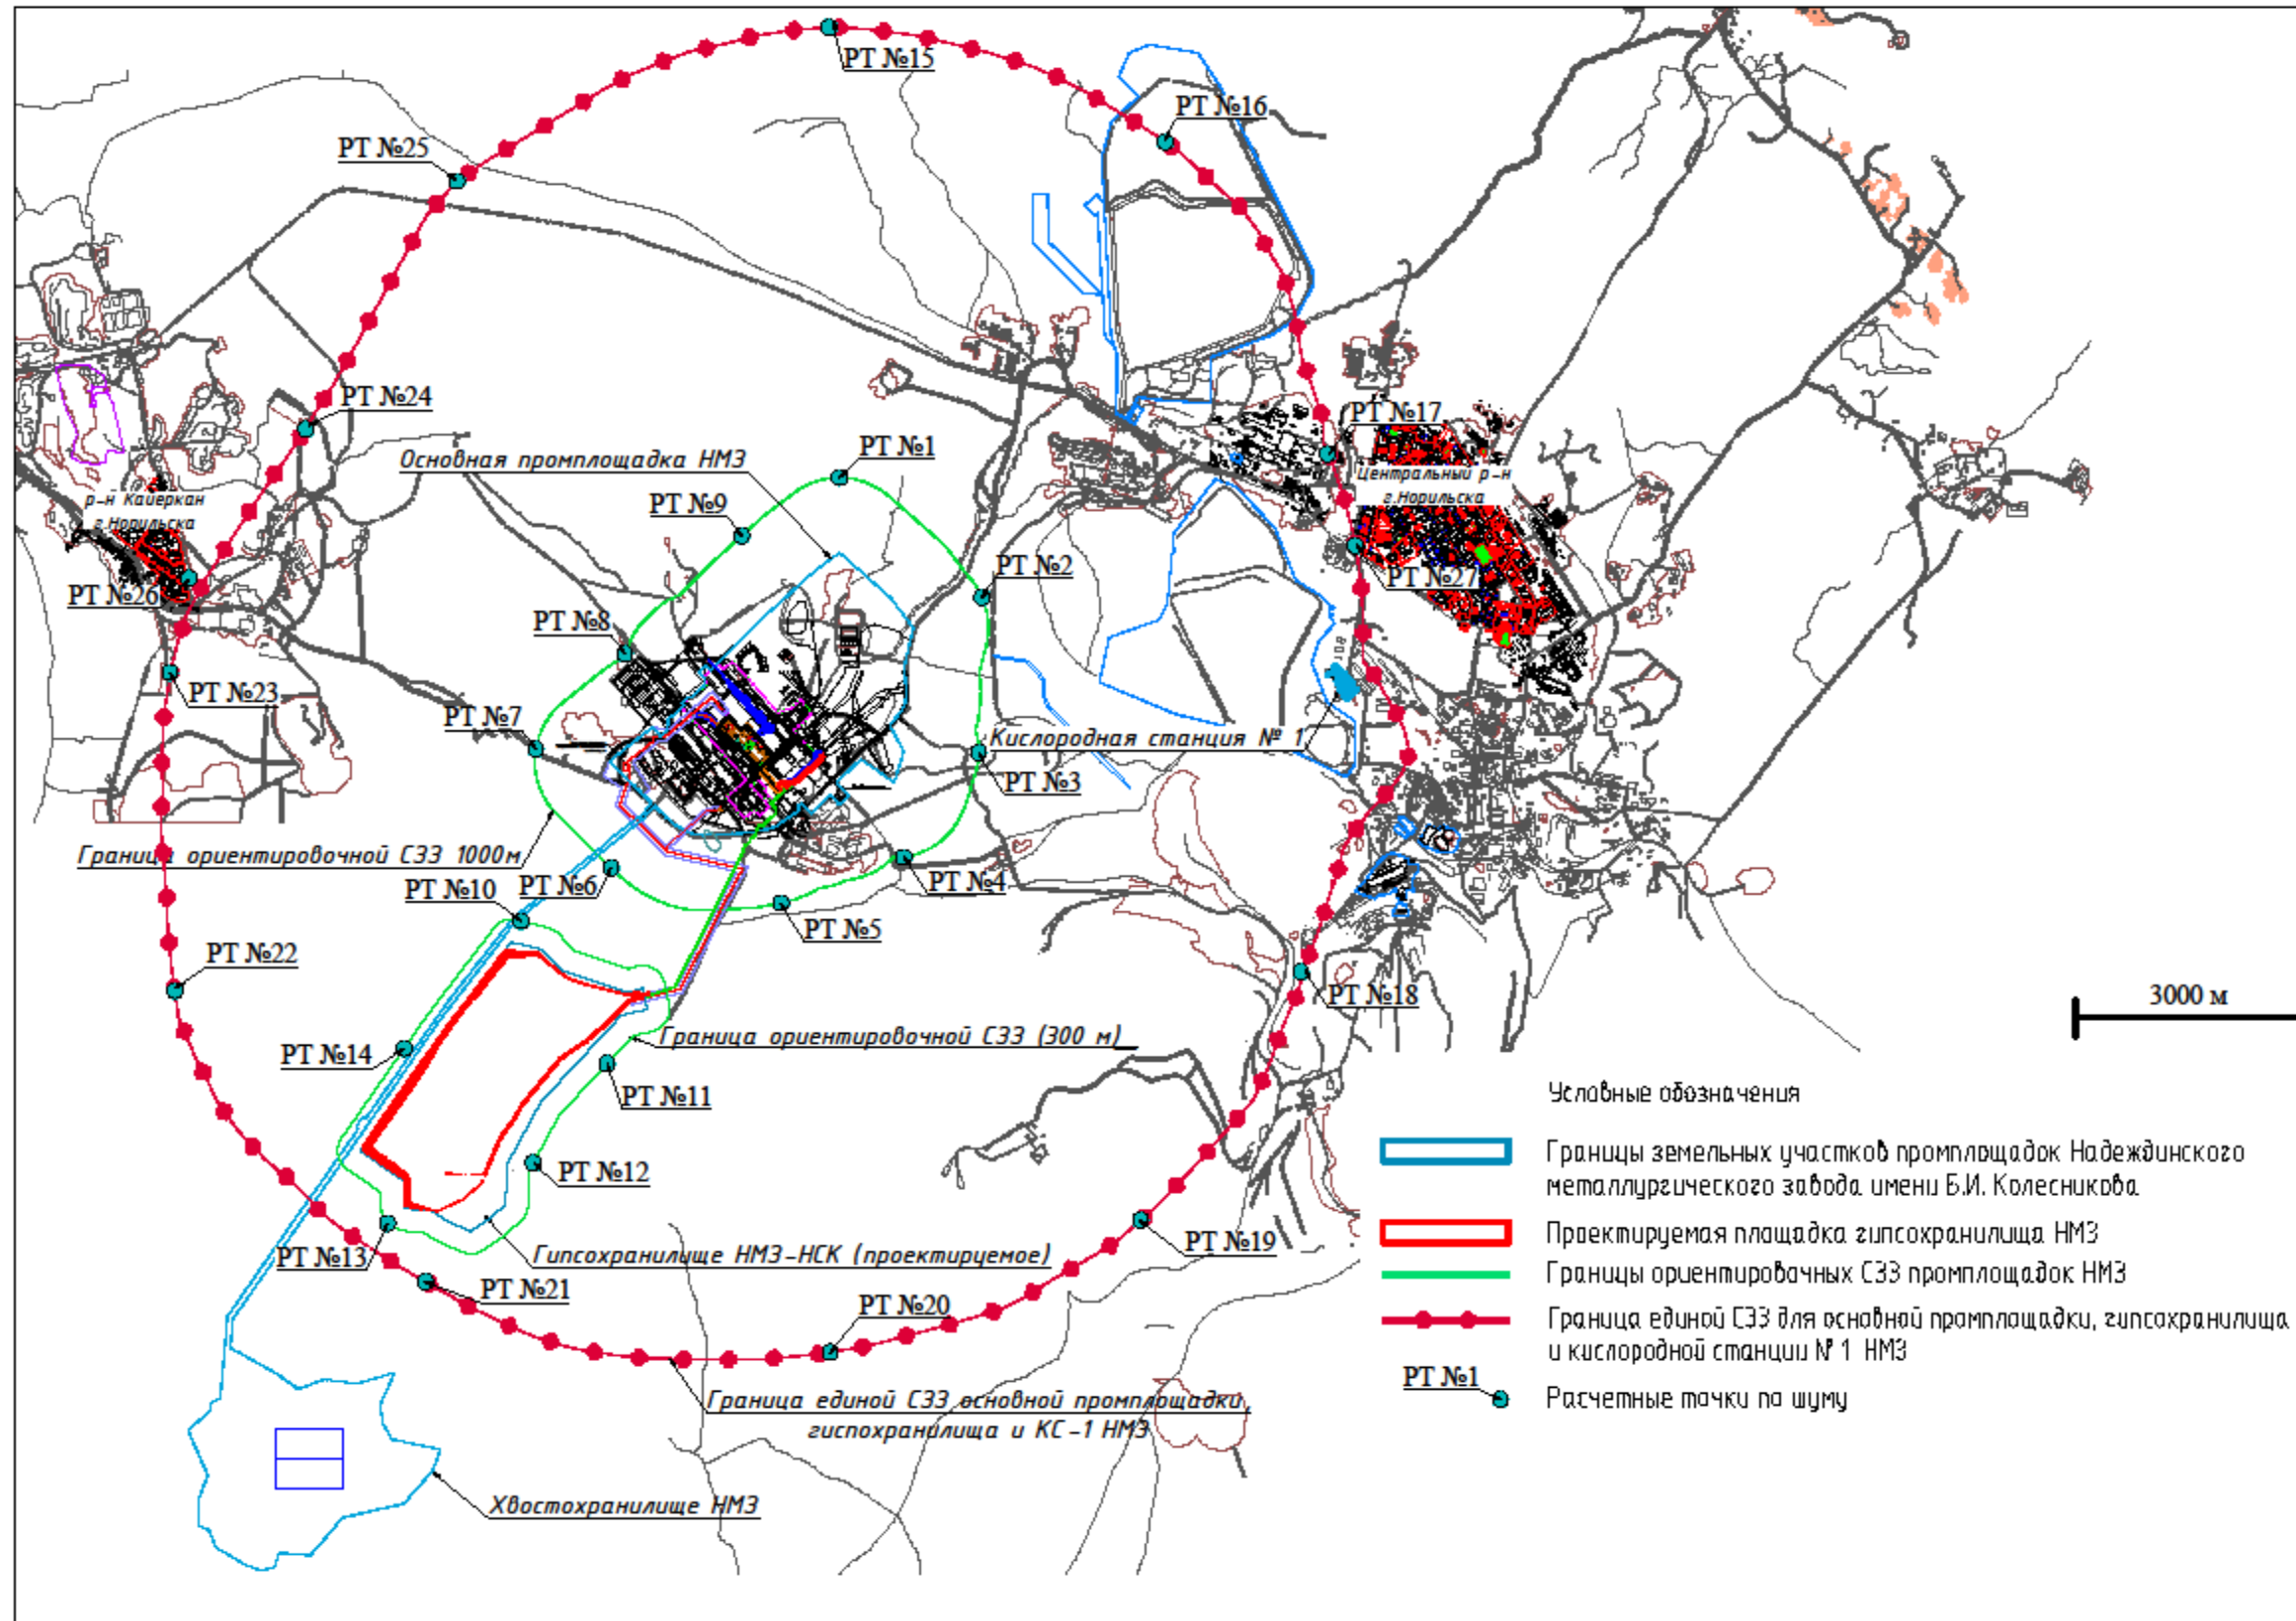 РТ №15
РТ №16
РТ №25
РТ №24
РТ №17
Основная промплощадка НМЗ
РТ №1
Центральный р-н
г.Норильска
р-н Кайеркан
г.Норильска
РТ №9
РТ №2
РТ №27
РТ №26
РТ №8
РТ №23
РТ №7
Кислородная станция № 1
РТ №3
Граница ориентировочной СЗЗ 1000м
РТ №6
РТ №4
РТ №10
РТ №5
РТ №22
РТ №18
3000 м
Граница ориентировочной СЗЗ (300 м)
РТ №14
РТ №11
РТ №12
РТ №13
Гипсохранилище НМЗ-НСК (проектируемое)
РТ №19
РТ №21
РТ №20
Граница единой СЗЗ основной промплощадки,
гиспохранилища и КС-1 НМЗ
Хвостохранилище НМЗ
Условные обозначения
Границы земельных участков промплощадок Надеждинского
металлургического завода имени Б.И. Колесникова
Проектируемая площадка гипсохранилища НМЗ
Границы ориентировочных СЗЗ промплощадок НМЗ
Граница единой СЗЗ для основной промплощадки, гипсохранилища
и кислородной станции № 1 НМЗ
РТ №1
Расчетные точки по шуму